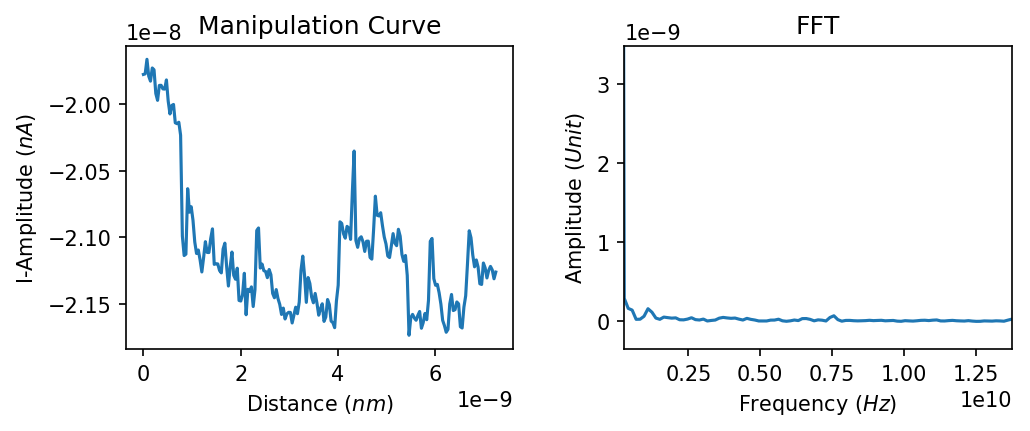 Manipulation Curve
1e−8
I-Amplitude (nA)
−2.00
−2.05
−2.10
−2.15
0 2 4 6
1e−9
Distance (nm)
FFT
1e−9
Amplitude (Unit)
3
2
1
0
0.25 0.50 0.75 1.00 1.25
1e10
Frequency (Hz)